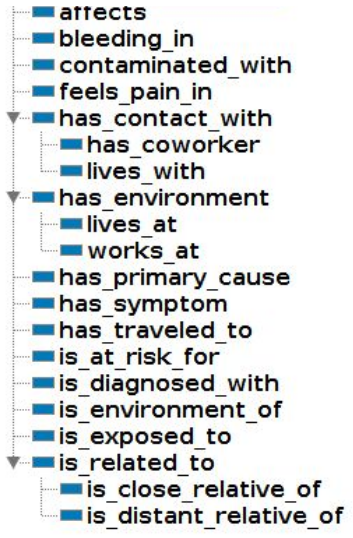 affects
bleeding_in
contaminated_with
feels_pain_in
has_contact_with
has_coworker
lives_with
has_environment
lives_at
works_at
has_primary_cause
has_symptom
has_traveled_to
is_at_risk_for
is_diagnosed_with
is_environment_of
is_exposed_to
is_related_to
is_close_relative_of
is_distant_relative_of